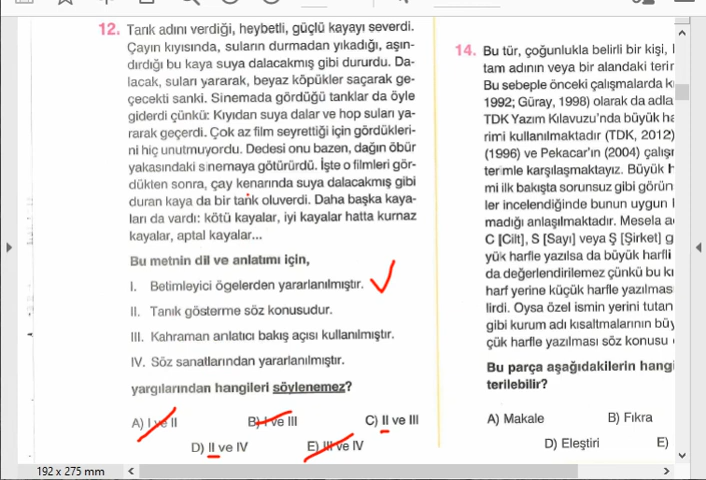 12. Tank adını verdiği, heybetli, güçlü kayayı severdi.
Çayın kıyısında, suların durmadan yıkadığı, aşın-
dırdığı bu kaya suya dalacakmış gibi dururdu. Da-
lacak, suları yararak, beyaz köpükler saçarak ge-
çecekti sanki. Sinemada gördüğü tanklar da öyle
giderdi çünkü: Kıyıdan suya dalar ve hop suları ya-
rarak geçerdi. Çok az film seyrettiği için gördükleri-
ni hiç unutmuyordu. Dedesi onu bazen, dağın öbür
yakasındaki sinemaya götürürdü. İşte o filmleri gör-
dükten sonra, çay kenarında suya dalacakmış gibi
duran kaya da bir tank oluverdi. Daha başka kaya-
ları da vardı: kötü kayalar, iyi kayalar hatta kurnaz
kayalar, aptal kayalar...
Bu metnin dil ve anlatımı için,
I. Betimleyici ögelerden yararlanılmıştır.
II. Tanık gösterme söz konusudur.
III. Kahraman anlatıcı bakış açısı kullanılmıştır.
IV. Söz sanatlarından yararlanılmıştır.
yargılarından hangileri söylenemez?
A) I ve II B) I ve III C) II ve III
D) II ve IV E) III ve IV
14. Bu tür, çoğunlukla belirli bir kişi,
tam adının veya bir alandaki
Bu sebeple önceki çalışmalarda
1992; Güray, 1998) olarak da
TDK Yazım Kılavuzu'nda büyük
rimi kullanılmaktadır (TDK, 2012)
(1996) ve Pekacar'ın (2004)
terimle karşılaşmaktayız. Büyük
mi ilk bakışta sorunsuz gibi
ler incelendiğinde bunun uygun
madığı anlaşılmaktadır. Mesela
C [Cilt], S [Sayı] veya Ş [Şirket]
yük harfle yazılsa da büyük harfli
da değerlendirilemez çünkü bu
harf yerine küçük harfle
lirdi. Oysa özel ismin yerini tutan
gibi kurum adı kısaltmalarının
çük harfle yazılması söz konusu
Bu parça aşağıdakilerin
terilebilir?
A) Makale B) Fıkra
D) Eleştiri E)
192 x 275 mm